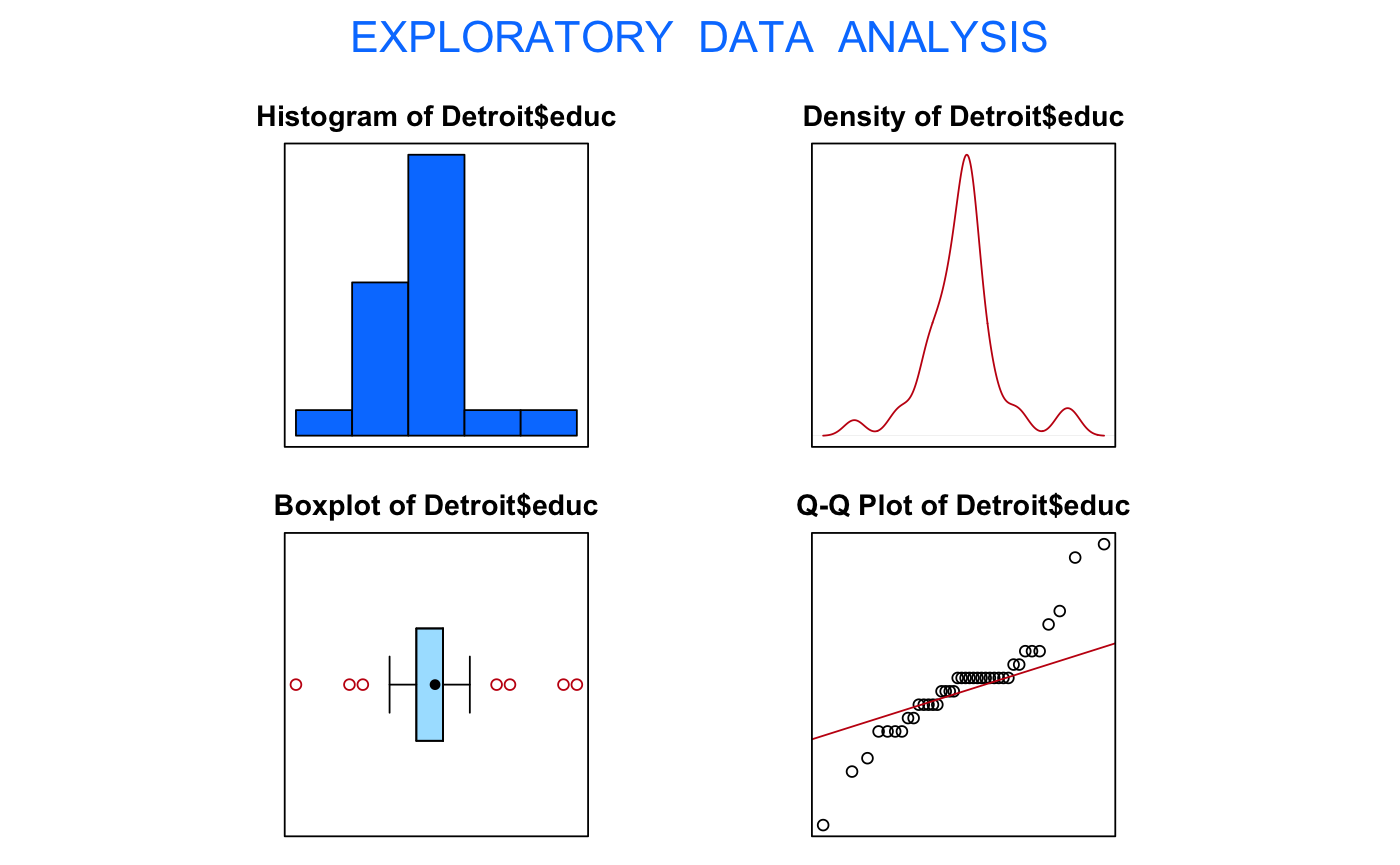 EXPLORATORY DATA ANALYSIS
Histogram of Detroit$educ
Density of Detroit$educ
Boxplot of Detroit$educ
Q-Q Plot of Detroit$educ